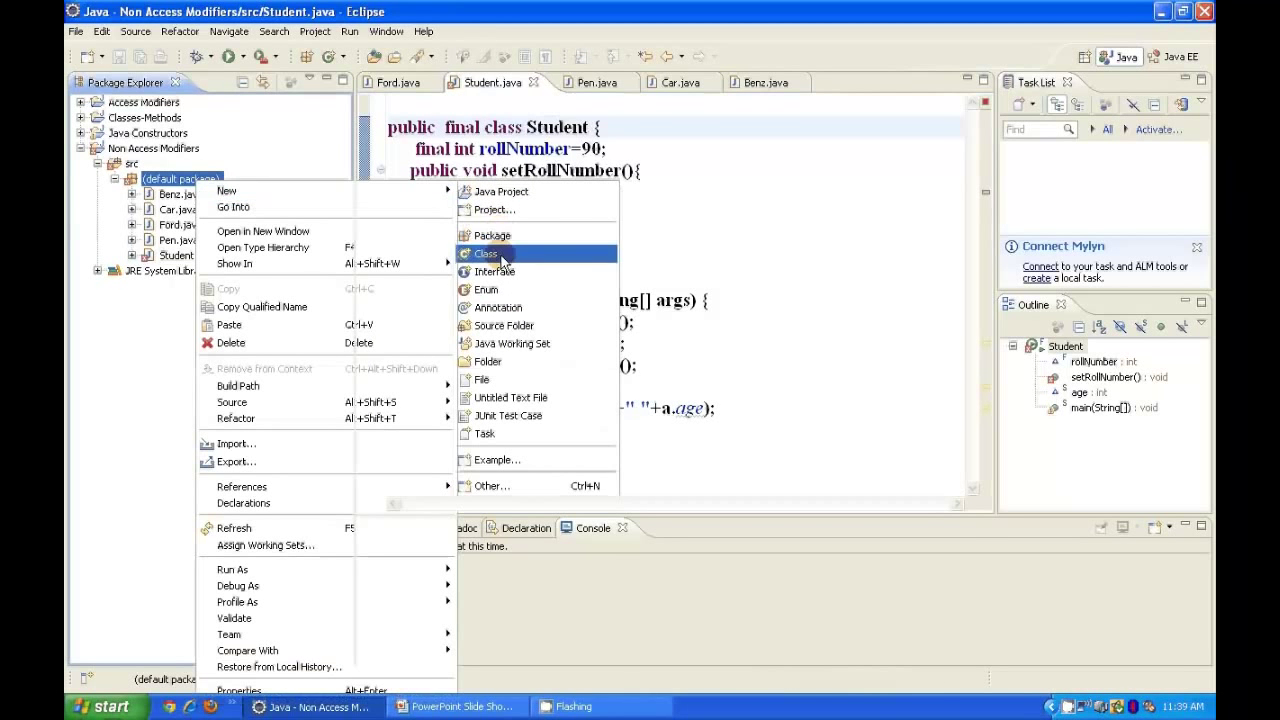 Java - Non Access Modifiers/src/Student.java - Eclipse
File Edit Source Refactor Navigate Search Project Run Window Help
Java Java EE
Package Explorer
Ford.java Student.java Pen.java Car.java Benz.java
Task List
Access Modifiers
Classes-Methods
Java Constructors
Non Access Modifiers
src
(default package)
Benz.jav
Car.java
Ford.jav
Pen.java
Student
JRE System Libra
public final class Student {
final int rollNumber=90;
public void setRollNumber(){
ng[] args) {
();
;
();
+" "+a.age);
New
Go Into
Open in New Window
Open Type Hierarchy F4
Show In Alt+Shift+W
Copy Ctrl+C
Copy Qualified Name
Paste Ctrl+V
Delete Delete
Remove from Context Ctrl+Alt+Shift+Down
Build Path
Source Alt+Shift+S
Refactor Alt+Shift+T
Import...
Export...
References
Declarations
Refresh F5
Assign Working Sets...
Run As
Debug As
Profile As
Validate
Team
Compare With
Restore from Local History...
Properties Alt+Enter
Java Project
Project...
Package
Class
Interface
Enum
Annotation
Source Folder
Java Working Set
Folder
File
Untitled Text File
JUnit Test Case
Task
Example...
Other... Ctrl+N
Find All Activate...
Connect Mylyn
Connect to your task and ALM tools or
create a local task.
Outline
Student
rollNumber : int
setRollNumber() : void
age : int
main(String[]) : void
adoc Declaration Console
at this time.
(default packa
start Java - Non Access M... PowerPoint Slide Sho... Flashing 11:39 AM